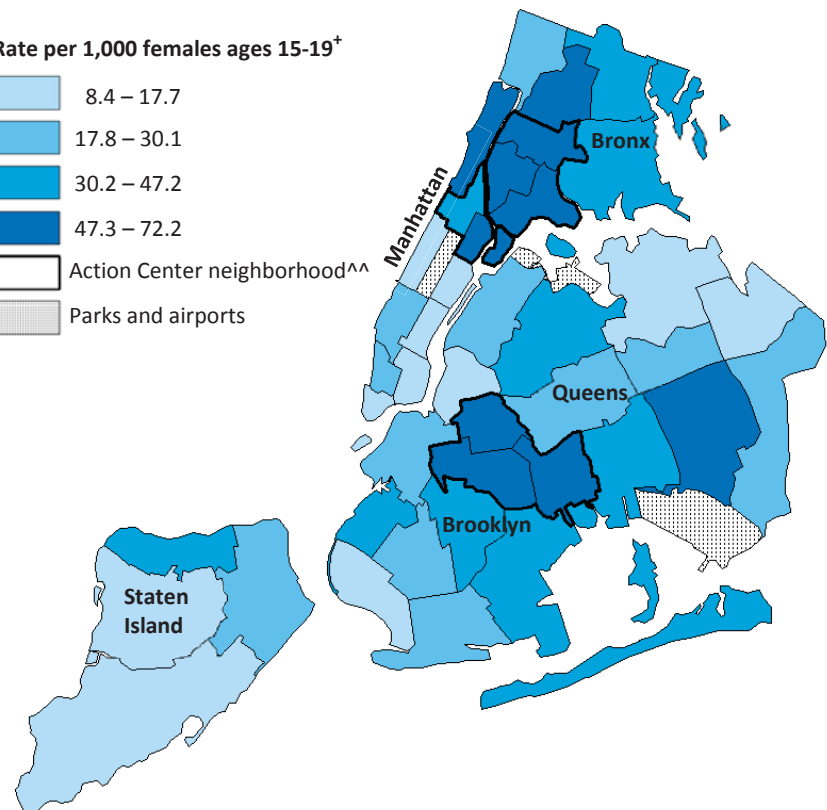 Rate per 1,000 females ages 15-19+
8.4 – 17.7
17.8 – 30.1
30.2 – 47.2
47.3 – 72.2
Action Center neighborhood^^
Parks and airports
Bronx
Manhattan
Queens
Brooklyn
Staten
Island